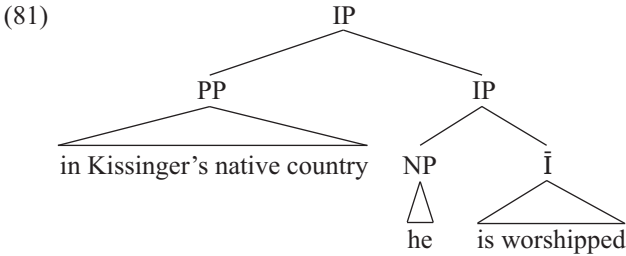 (81) IP
PP IP
in Kissinger’s native country NP Ī
he is worshipped